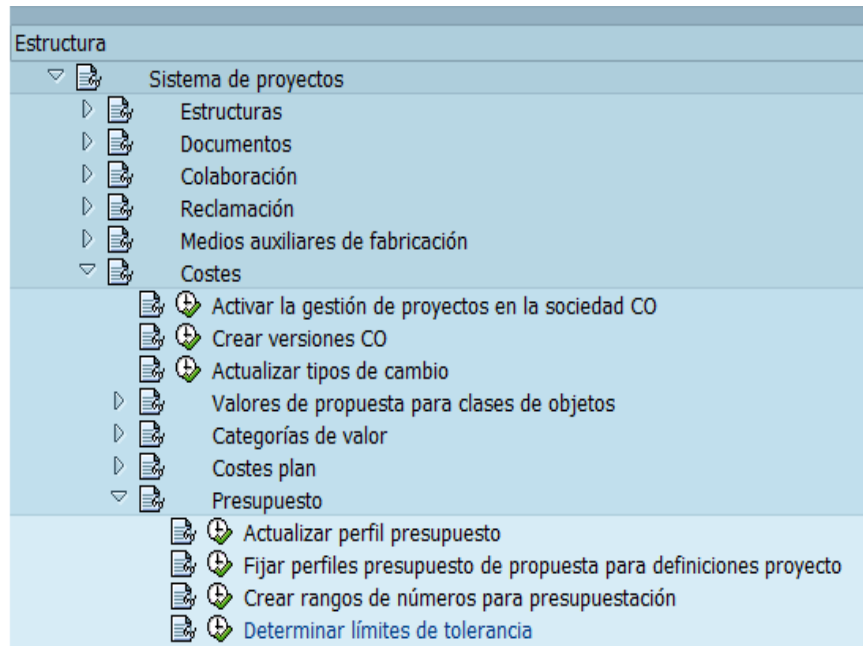 Estructura
Sistema de proyectos
Estructuras
Documentos
Colaboración
Reclamación
Medios auxiliares de fabricación
Costes
Activar la gestión de proyectos en la sociedad CO
Crear versiones CO
Actualizar tipos de cambio
Valores de propuesta para clases de objetos
Categorías de valor
Costes plan
Presupuesto
Actualizar perfil presupuesto
Fijar perfiles presupuesto de propuesta para definiciones proyecto
Crear rangos de números para presupuestación
Determinar límites de tolerancia